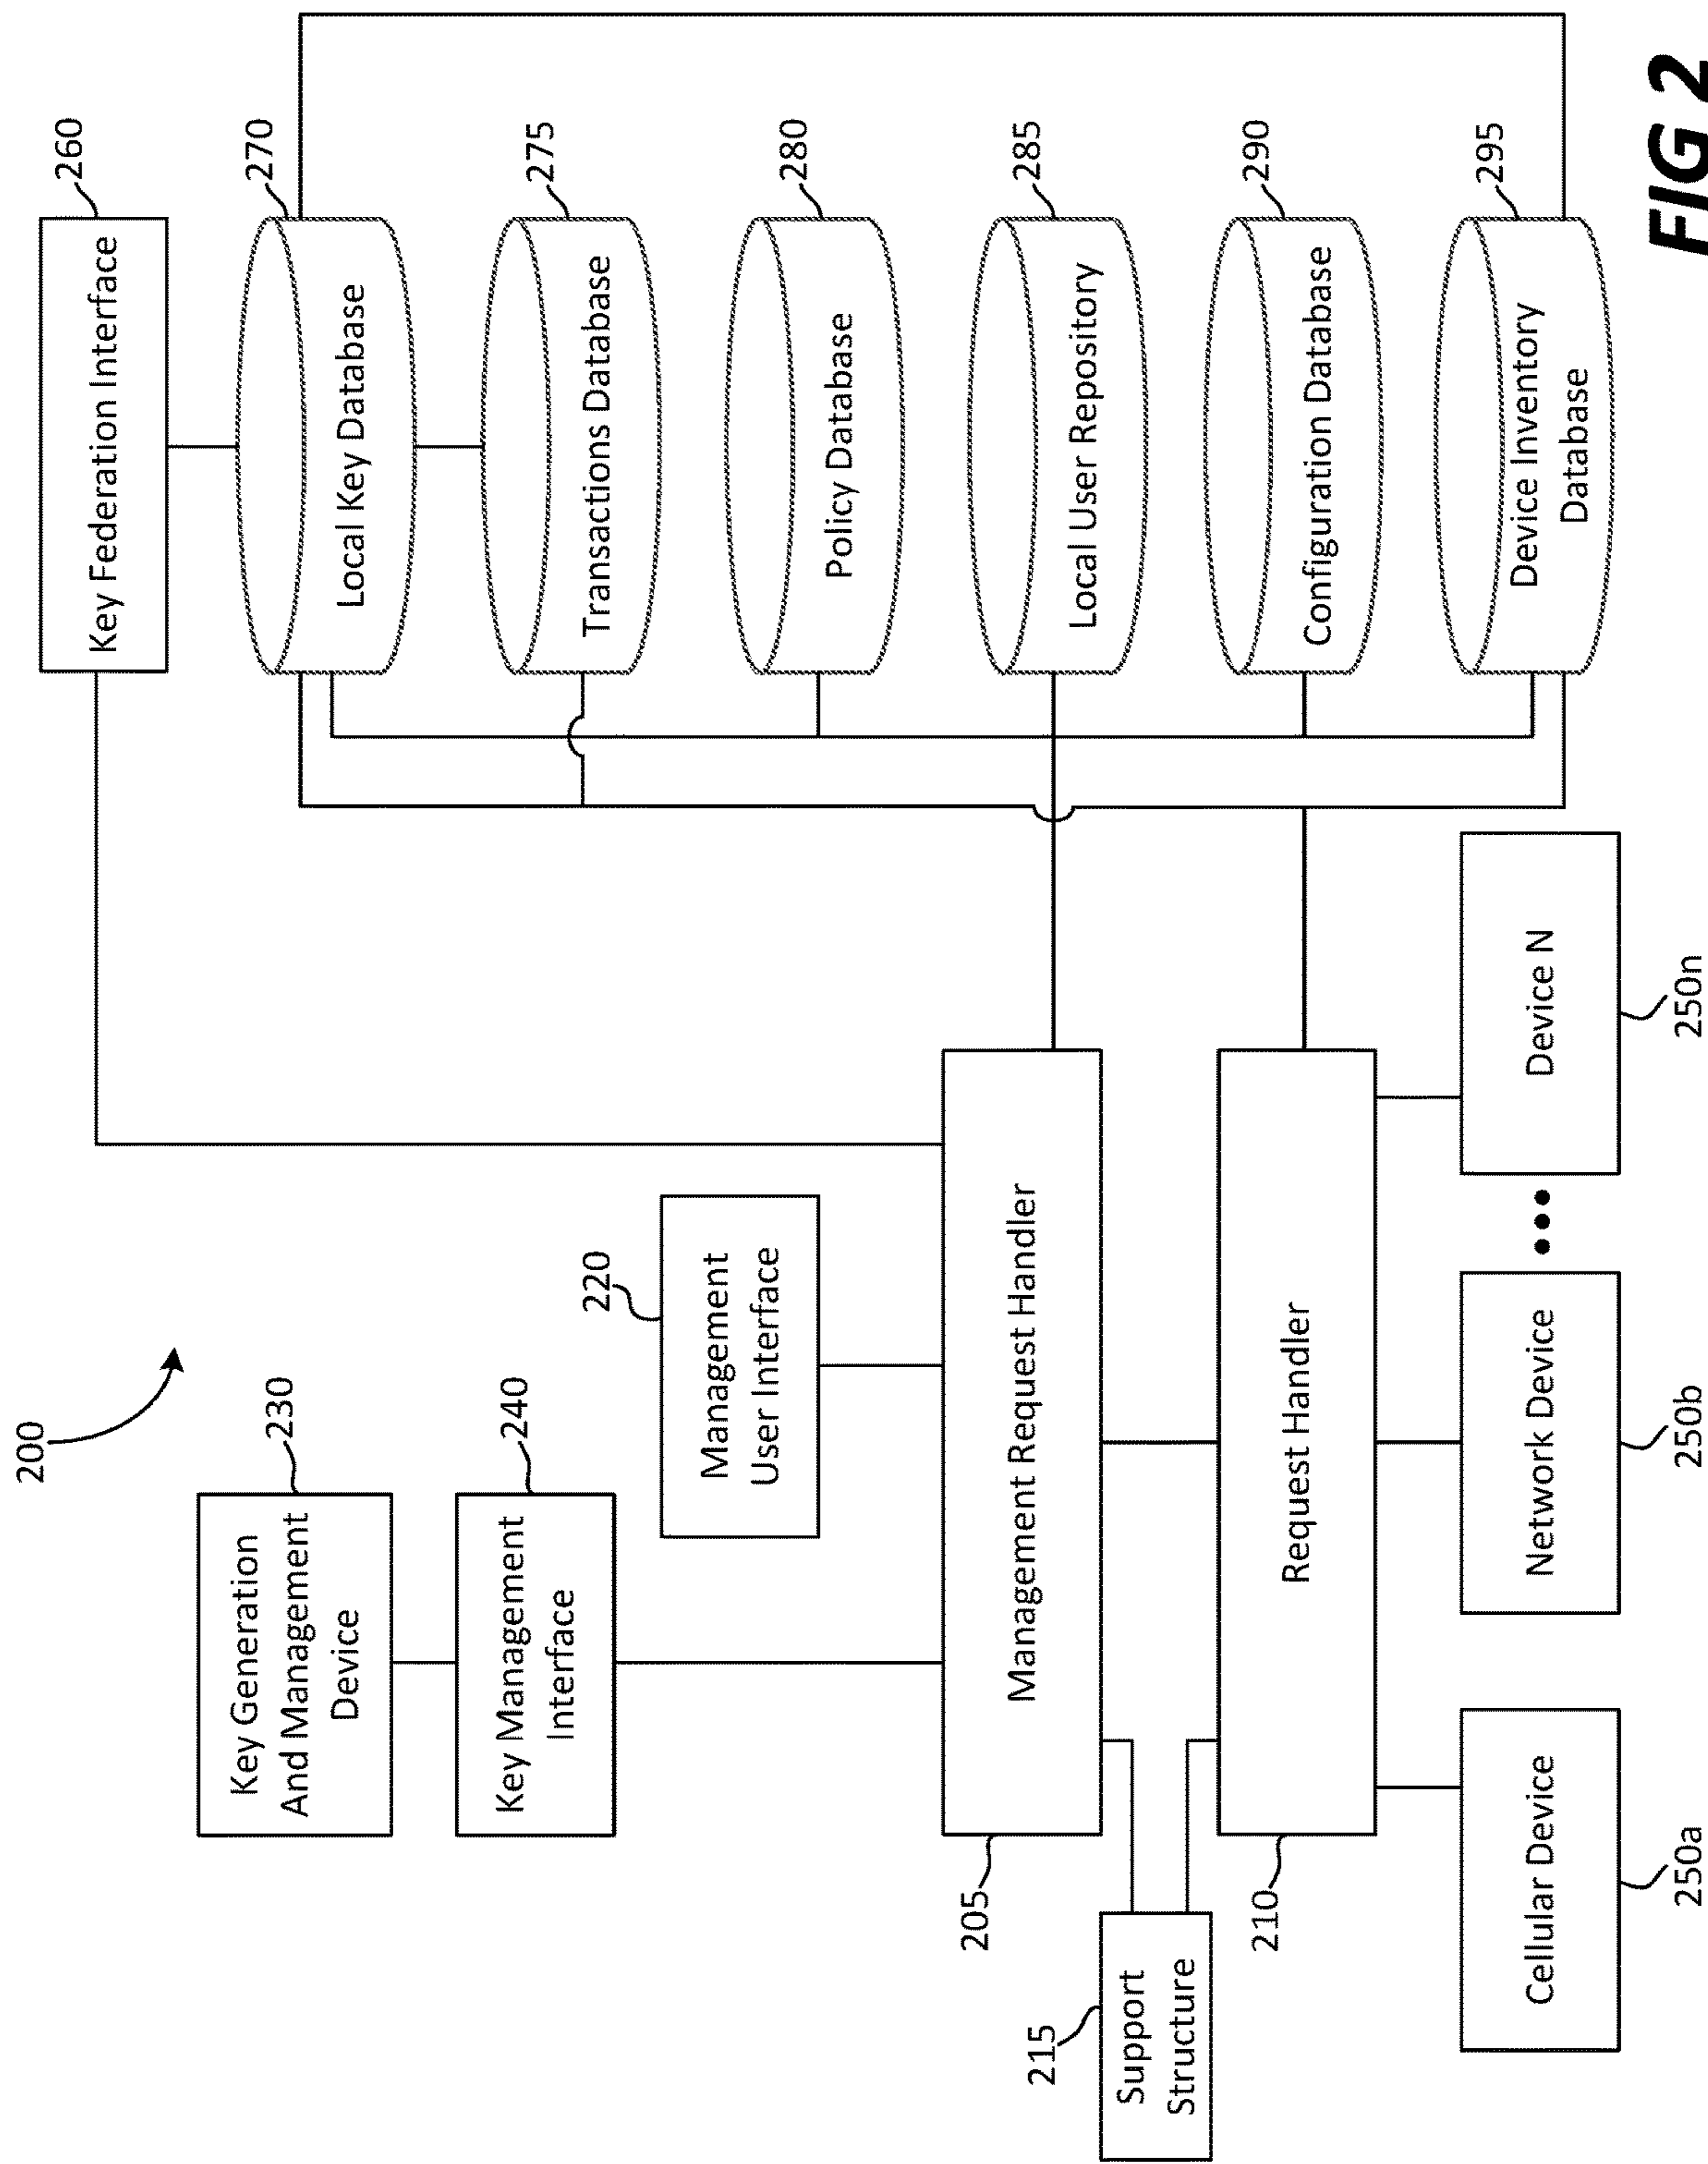 200
230
Key Generation
And Management
Device
240
Key Management
Interface
220
Management
User Interface
205
Management Request Handler
215
Support
Structure
210
Request Handler
Cellular Device
250a
Network Device
250b
Device N
250n
260
Key Federation Interface
270
Local Key Database
275
Transactions Database
280
Policy Database
285
Local User Repository
290
Configuration Database
295
Device Inventory
Database
FIG 2